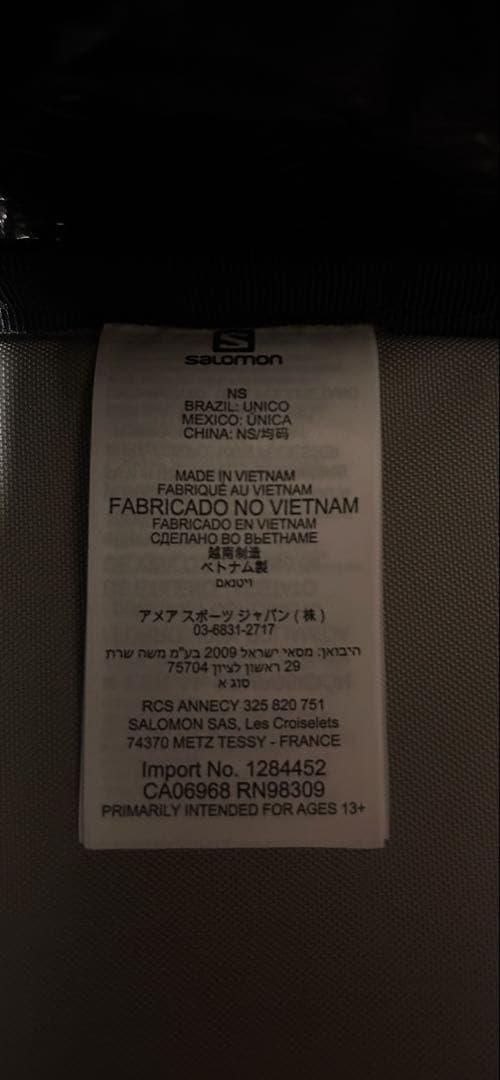 S
salomon
NS
BRAZIL: UNICO
MEXICO: ÚNICA
CHINA: NS/均码
MADE IN VIETNAM
FABRIQUÉ AU VIETNAM
FABRICADO NO VIETNAM
FABRICADO EN VIETNAM
СДЕЛАНО ВО ВЬЕТНАМЕ
越南制造
ベトナム製
ויטנאם
アメア スポーツ ジャパン ( 株 )
03-6831-2717
היבואן: מסאי ישראל 2009 בע"מ משה שרת
29 ראשון לציון 75704
סוג א
RCS ANNECY 325 820 751
SALOMON SAS, Les Croiselets
74370 METZ TESSY - FRANCE
Import No. 1284452
CA06968 RN98309
PRIMARILY INTENDED FOR AGES 13+